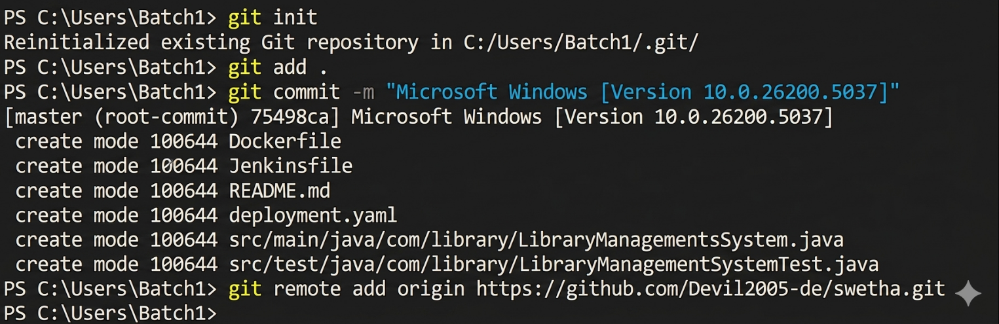 PS C:\Users\Batch1> git init
Reinitialized existing Git repository in C:/Users/Batch1/.git/
PS C:\Users\Batch1> git add .
PS C:\Users\Batch1> git commit -m "Microsoft Windows [Version 10.0.26200.5037]"
[master (root-commit) 75498ca] Microsoft Windows [Version 10.0.26200.5037]
 create mode 100644 Dockerfile
 create mode 100644 Jenkinsfile
 create mode 100644 README.md
 create mode 100644 deployment.yaml
 create mode 100644 src/main/java/com/library/LibraryManagementsSystem.java
 create mode 100644 src/test/java/com/library/LibraryManagementSystemTest.java
PS C:\Users\Batch1> git remote add origin https://github.com/Devil2005-de/swetha.git
PS C:\Users\Batch1>